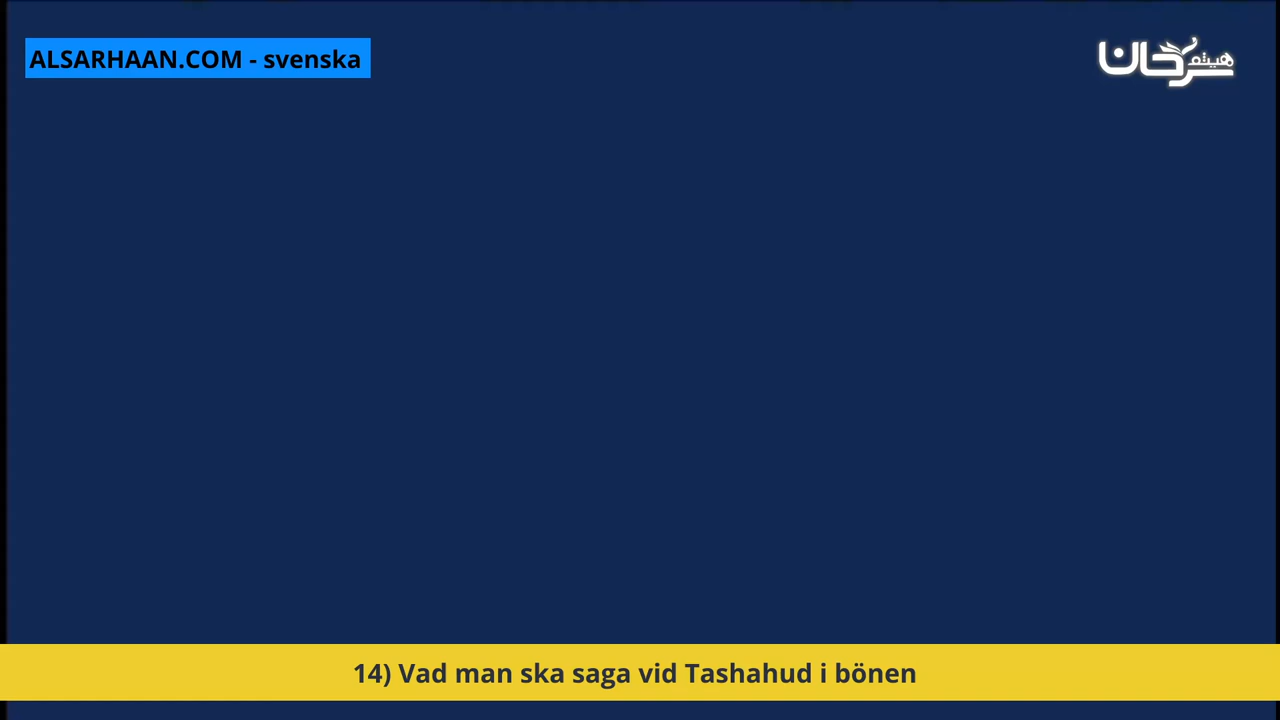 ALSARHAAN.COM - svenska
هيثم
سرحان
14) Vad man ska saga vid Tashahud i bönen